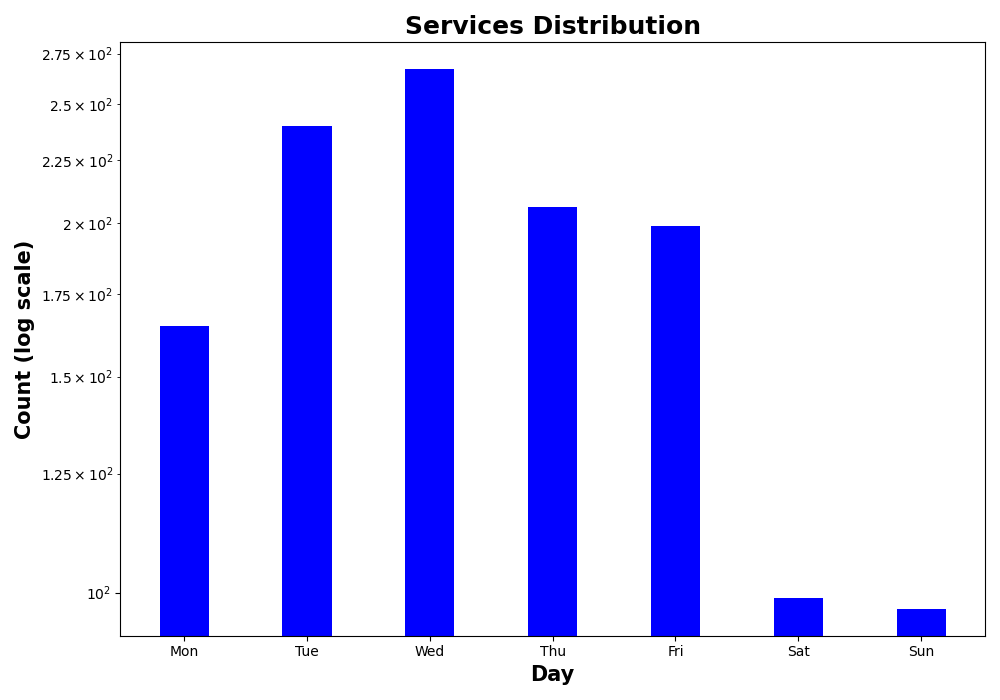 Services Distribution
Count (log scale)
2.75 × 10²
2.5 × 10²
2.25 × 10²
2 × 10²
1.75 × 10²
1.5 × 10²
1.25 × 10²
10²
Mon Tue Wed Thu Fri Sat Sun
Day